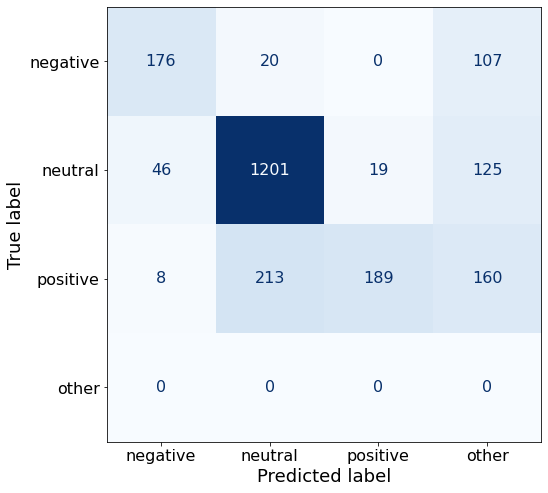 negative 176 20 0 107
neutral 46 1201 19 125
positive 8 213 189 160
other 0 0 0 0
negative neutral positive other
Predicted label
True label